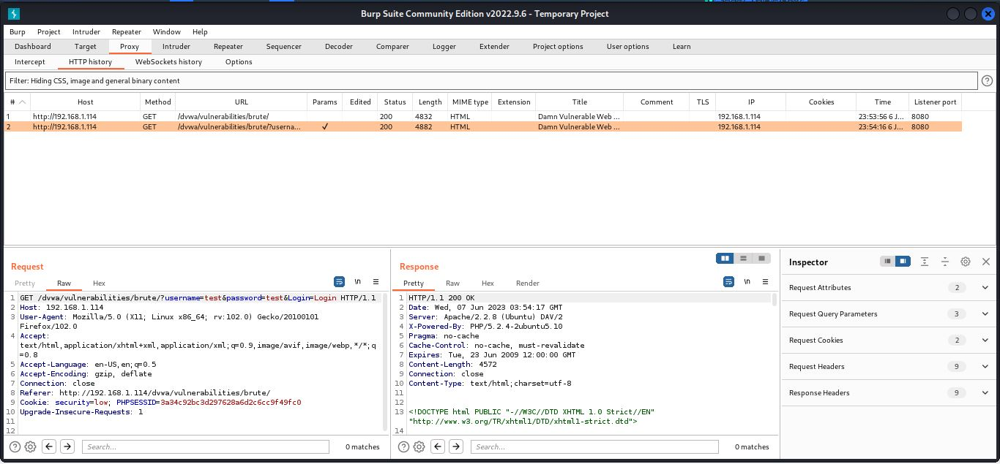 Burp Suite Community Edition v2022.9.6 - Temporary Project
Burp Project Intruder Repeater Window Help
Dashboard Target Proxy Intruder Repeater Sequencer Decoder Comparer Logger Extender Project options User options Learn
Intercept HTTP history WebSockets history Options
Filter: Hiding CSS, image and general binary content
# Host Method URL Params Edited Status Length MIME type Extension Title Comment TLS IP Cookies Time Listener port
1 http://192.168.1.114 GET /dvwa/vulnerabilities/brute/ 200 4832 HTML Damn Vulnerable Web ... 192.168.1.114 23:53:56 6 J... 8080
2 http://192.168.1.114 GET /dvwa/vulnerabilities/brute/?userna... ✓ 200 4882 HTML Damn Vulnerable Web ... 192.168.1.114 23:54:16 6 J... 8080
Request
Pretty Raw Hex
\n
1 GET /dvwa/vulnerabilities/brute/?username=test&password=test&Login=Login HTTP/1.1
2 Host: 192.168.1.114
3 User-Agent: Mozilla/5.0 (X11; Linux x86_64; rv:102.0) Gecko/20100101
Firefox/102.0
4 Accept:
text/html,application/xhtml+xml,application/xml;q=0.9,image/avif,image/webp,*/*;q
=0.8
5 Accept-Language: en-US,en;q=0.5
6 Accept-Encoding: gzip, deflate
7 Connection: close
8 Referer: http://192.168.1.114/dvwa/vulnerabilities/brute/
9 Cookie: security=low; PHPSESSID=3a34c92bc3d297628a6d2c6cc9f49fc0
10 Upgrade-Insecure-Requests: 1
11
12
Search...
0 matches
Response
Pretty Raw Hex Render
\n
1 HTTP/1.1 200 OK
2 Date: Wed, 07 Jun 2023 03:54:17 GMT
3 Server: Apache/2.2.8 (Ubuntu) DAV/2
4 X-Powered-By: PHP/5.2.4-2ubuntu5.10
5 Pragma: no-cache
6 Cache-Control: no-cache, must-revalidate
7 Expires: Tue, 23 Jun 2009 12:00:00 GMT
8 Content-Length: 4572
9 Connection: close
10 Content-Type: text/html;charset=utf-8
11
12
13 <!DOCTYPE html PUBLIC "-//W3C//DTD XHTML 1.0 Strict//EN"
"http://www.w3.org/TR/xhtml1/DTD/xhtml1-strict.dtd">
14
Search...
0 matches
Inspector
Request Attributes 2
Request Query Parameters 3
Request Cookies 2
Request Headers 9
Response Headers 9